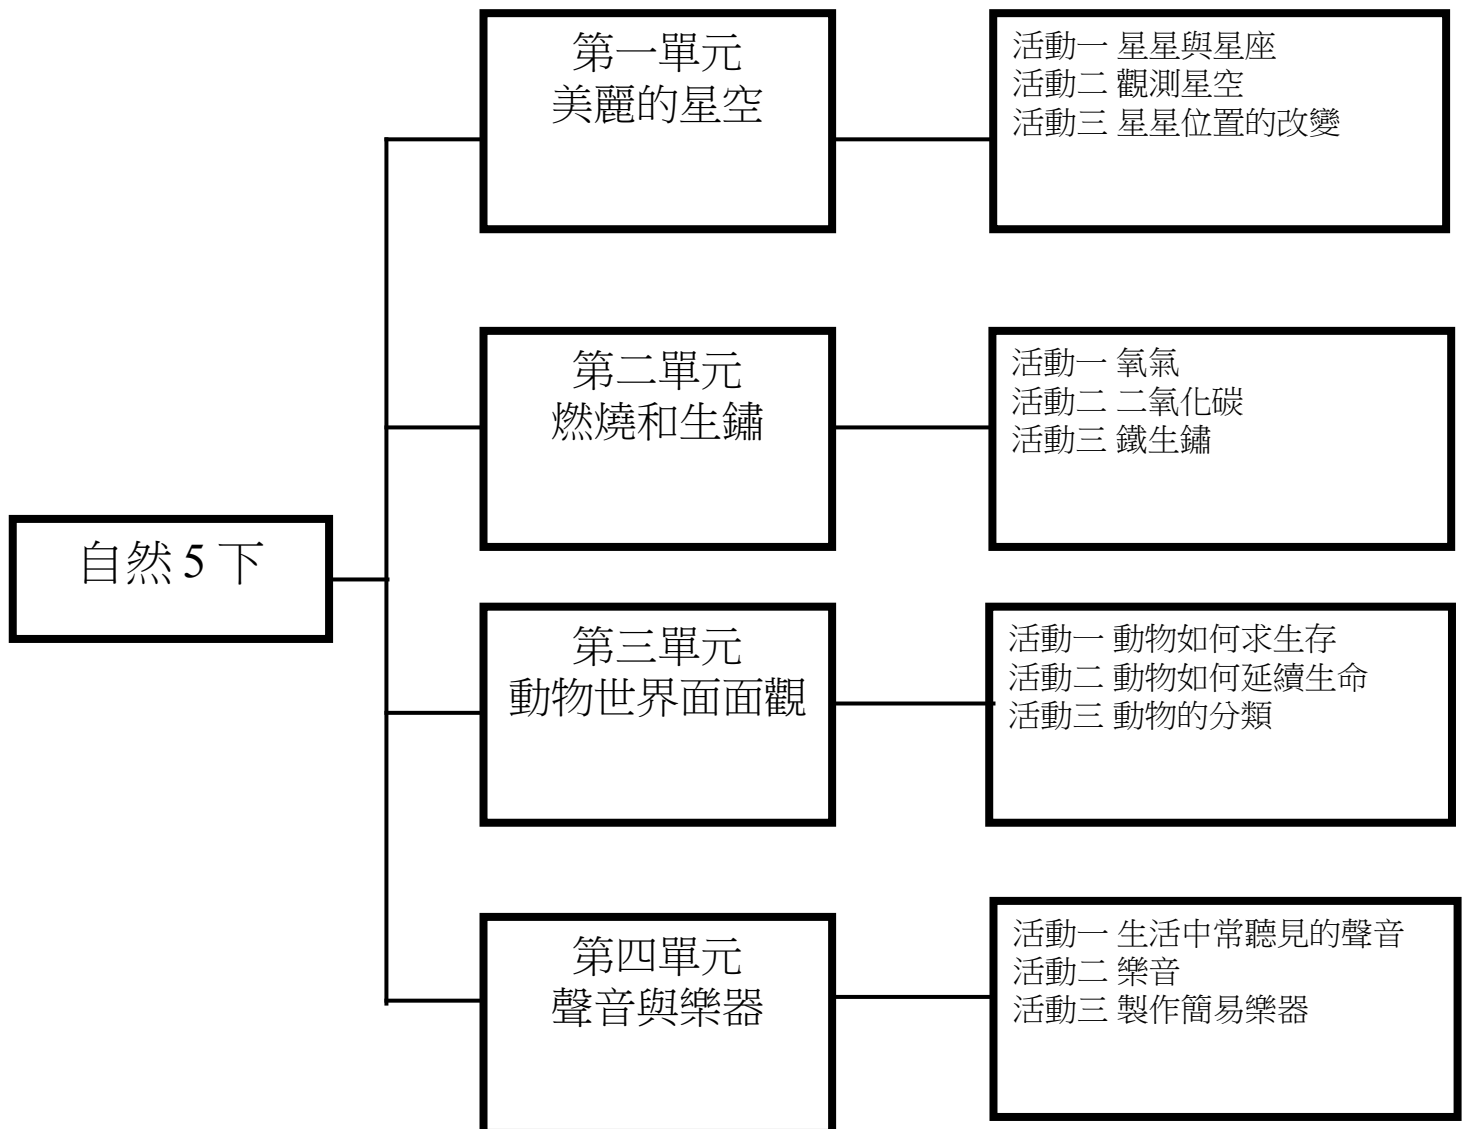 自然 5 下
第一單元
美麗的星空
活動一 星星與星座
活動二 觀測星空
活動三 星星位置的改變
第二單元
燃燒和生鏽
活動一 氧氣
活動二 二氧化碳
活動三 鐵生鏽
第三單元
動物世界面面觀
活動一 動物如何求生存
活動二 動物如何延續生命
活動三 動物的分類
第四單元
聲音與樂器
活動一 生活中常聽見的聲音
活動二 樂音
活動三 製作簡易樂器